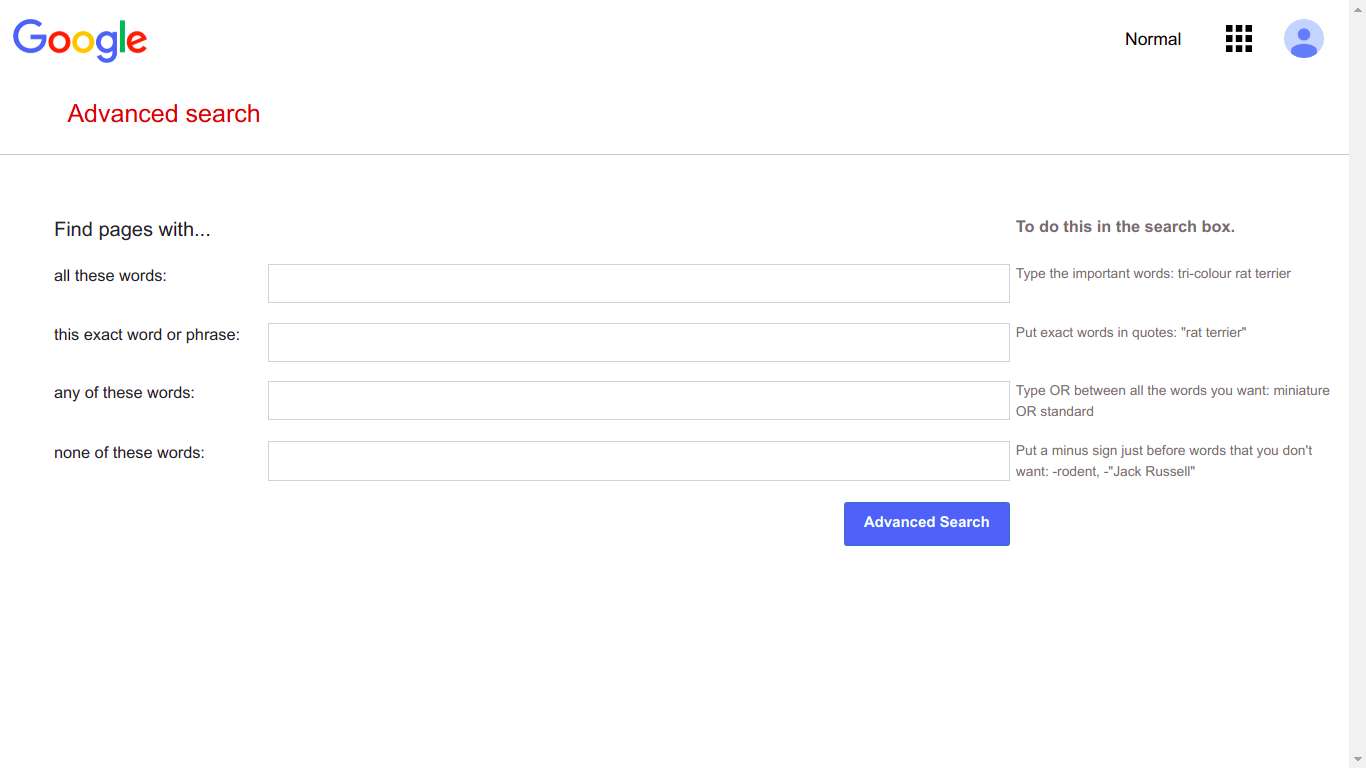 Google
Normal
Advanced search
Find pages with...
To do this in the search box.
all these words:
Type the important words: tri-colour rat terrier
this exact word or phrase:
Put exact words in quotes: "rat terrier"
any of these words:
Type OR between all the words you want: miniature
OR standard
none of these words:
Put a minus sign just before words that you don't
want: -rodent, -"Jack Russell"
Advanced Search